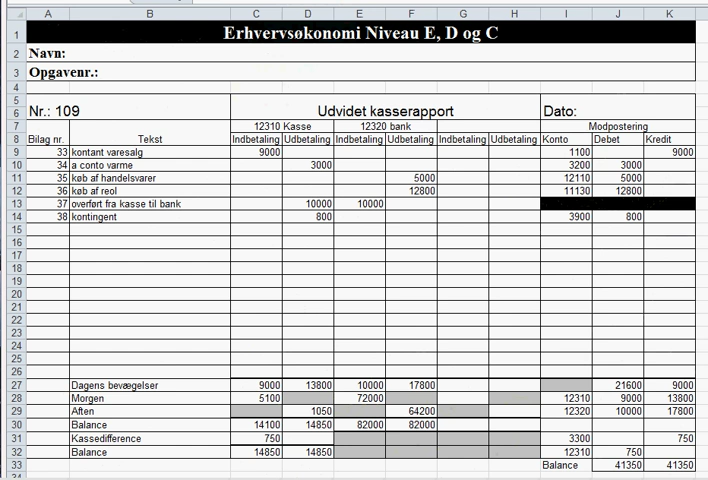 A B C D E F G H I J K
1 Erhvervsøkonomi Niveau E, D og C
2 Navn:
3 Opgavenr.:
4
5
6 Nr.: 109 Udvidet kasserapport Dato:
7 12310 Kasse 12320 bank Modpostering
8 Bilag nr. Tekst Indbetaling Udbetaling Indbetaling Udbetaling Indbetaling Udbetaling Konto Debet Kredit
9 33 kontant varesalg 9000 1100 9000
10 34 a conto varme 3000 3200 3000
11 35 køb af handelsvarer 5000 12110 5000
12 36 køb af reol 12800 11130 12800
13 37 overført fra kasse til bank 10000 10000
14 38 kontingent 800 3900 800
15
16
17
18
19
20
21
22
23
24
25
26
27 Dagens bevægelser 9000 13800 10000 17800 21600 9000
28 Morgen 5100 72000 12310 9000 13800
29 Aften 1050 64200 12320 10000 17800
30 Balance 14100 14850 82000 82000
31 Kassedifference 750 3300 750
32 Balance 14850 14850 12310 750
33 Balance 41350 41350